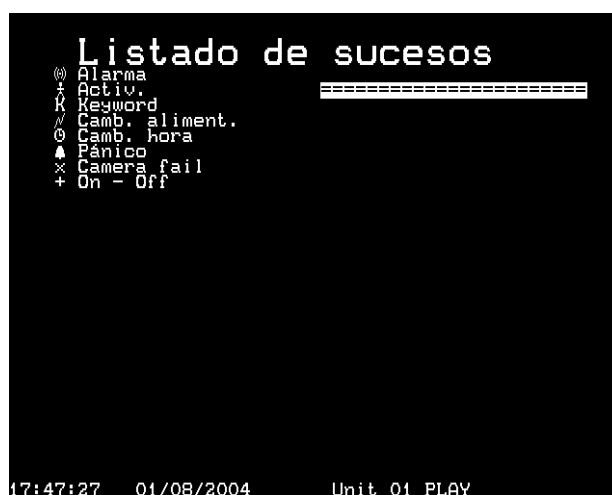 Listado de sucesos
Alarma
Activ.
K Keyword
Camb. aliment.
Camb. hora
Pánico
× Camera fail
+ On - Off
=======================
17:47:27 01/08/2004 Unit 01 PLAY